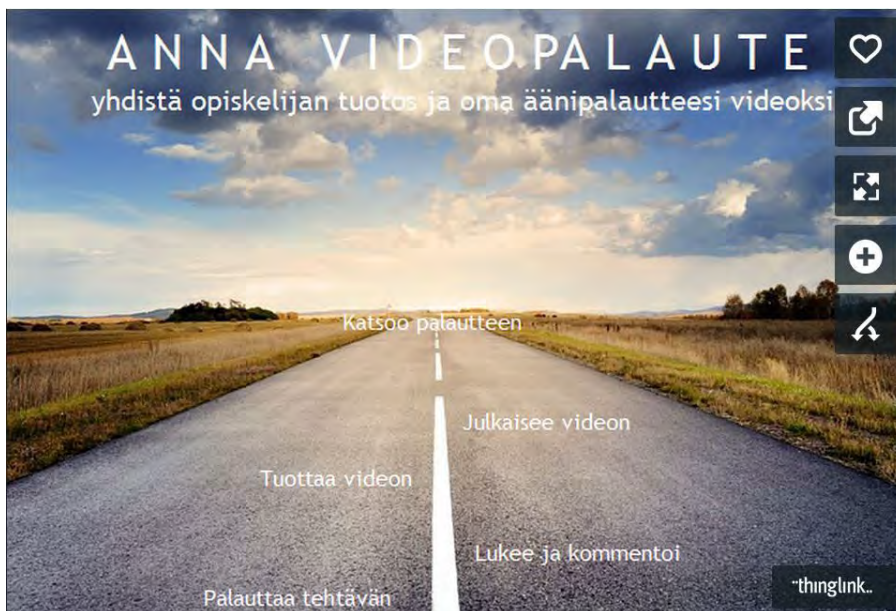 ANNA VIDEOPALAUTE
yhdistä opiskelijan tuotos ja oma äänipalautteesi videoksi
Katsoo palautteen
Julkaisee videon
Tuottaa videon
Lukee ja kommentoi
Palauttaa tehtävän
¨thinglink..